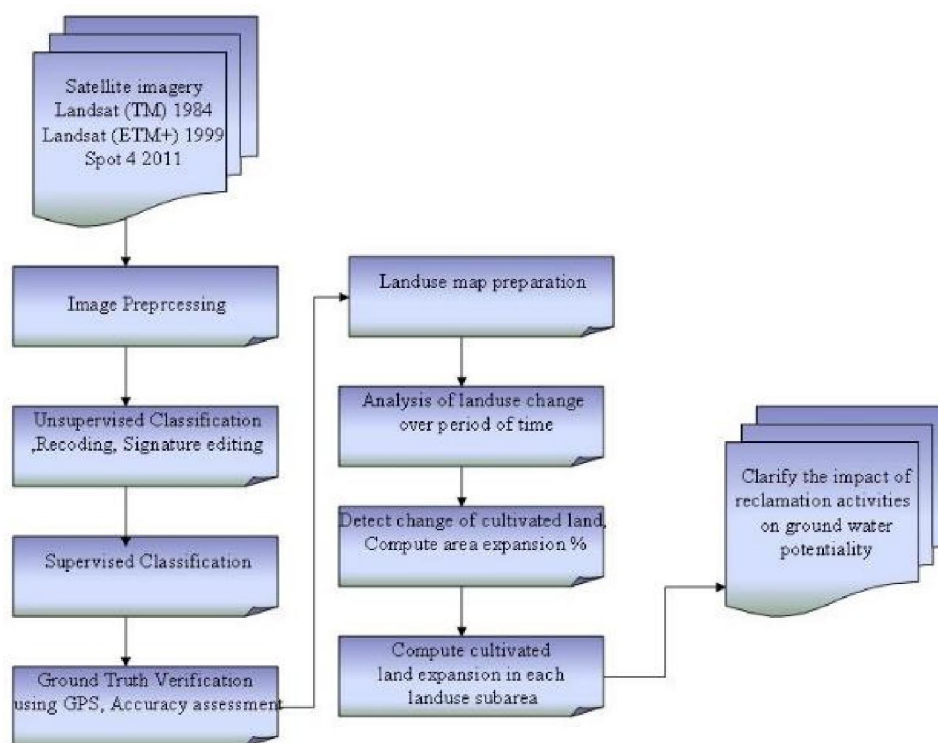 Satellite imagery
Landsat (TM) 1984
Landsat (ETM+) 1999
Spot 4 2011
Image Preprcessing
Unsupervised Classification
,Recoding, Signature editing
Supervised Classification
Ground Truth Verification
using GPS, Accuracy assessment
Landuse map preparation
Analysis of landuse change
over period of time
Detect change of cultivated land,
Compute area expansion %
Compute cultivated
land expansion in each
landuse subarea
Clarify the impact of
reclamation activities
on ground water
potentiality